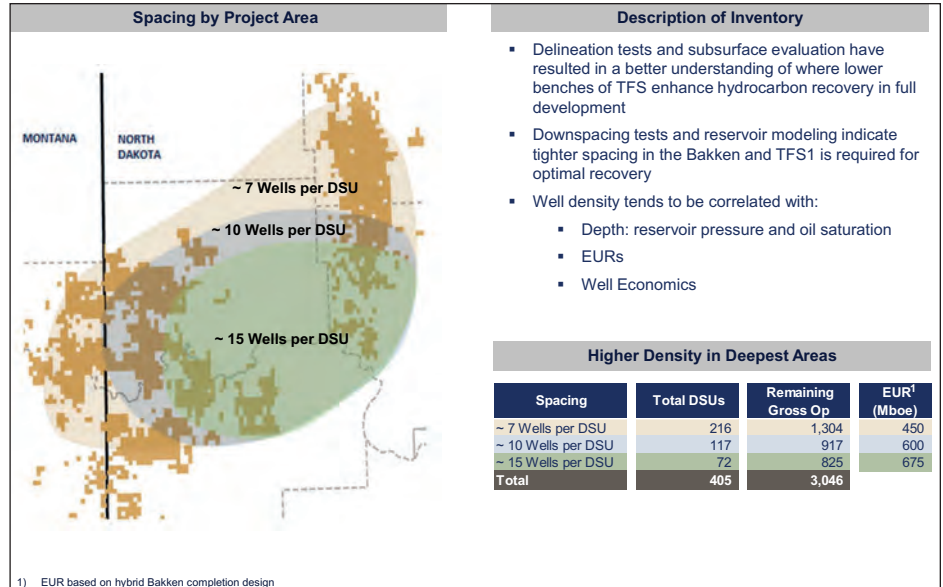 Spacing by Project Area
MONTANA
NORTH
DAKOTA
~ 7 Wells per DSU
~ 10 Wells per DSU
~ 15 Wells per DSU
Description of Inventory
▪ Delineation tests and subsurface evaluation have
resulted in a better understanding of where lower
benches of TFS enhance hydrocarbon recovery in full
development
▪ Downspacing tests and reservoir modeling indicate
tighter spacing in the Bakken and TFS1 is required for
optimal recovery
▪ Well density tends to be correlated with:
▪ Depth: reservoir pressure and oil saturation
▪ EURs
▪ Well Economics
Higher Density in Deepest Areas
Spacing Total DSUs Remaining Gross Op EUR1 (Mboe)
~ 7 Wells per DSU 216 1,304 450
~ 10 Wells per DSU 117 917 600
~ 15 Wells per DSU 72 825 675
Total 405 3,046
1) EUR based on hybrid Bakken completion design